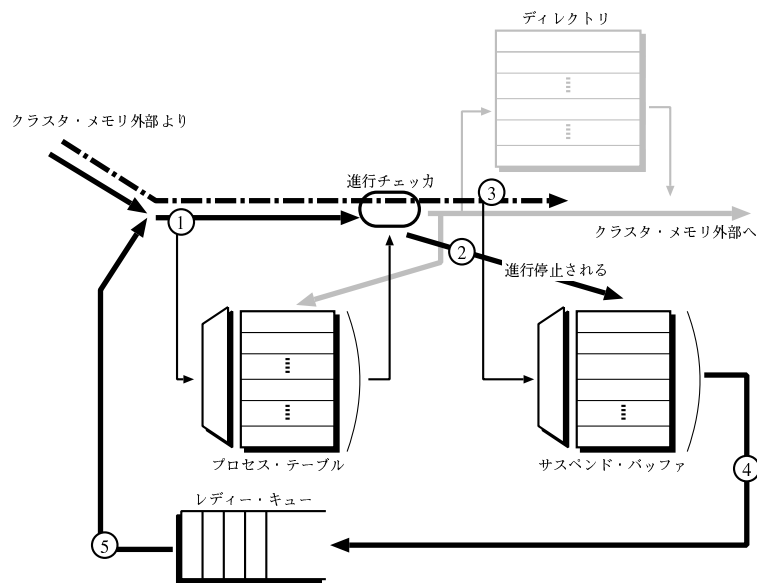 ディレクトリ
クラスタ・メモリ外部より
進行チェッカ
③
①
クラスタ・メモリ外部へ
②
進行停止される
プロセス・テーブル
サスペンド・バッファ
④
レディー・キュー
⑤